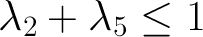 λ₂ + λ₅ ≤ 1